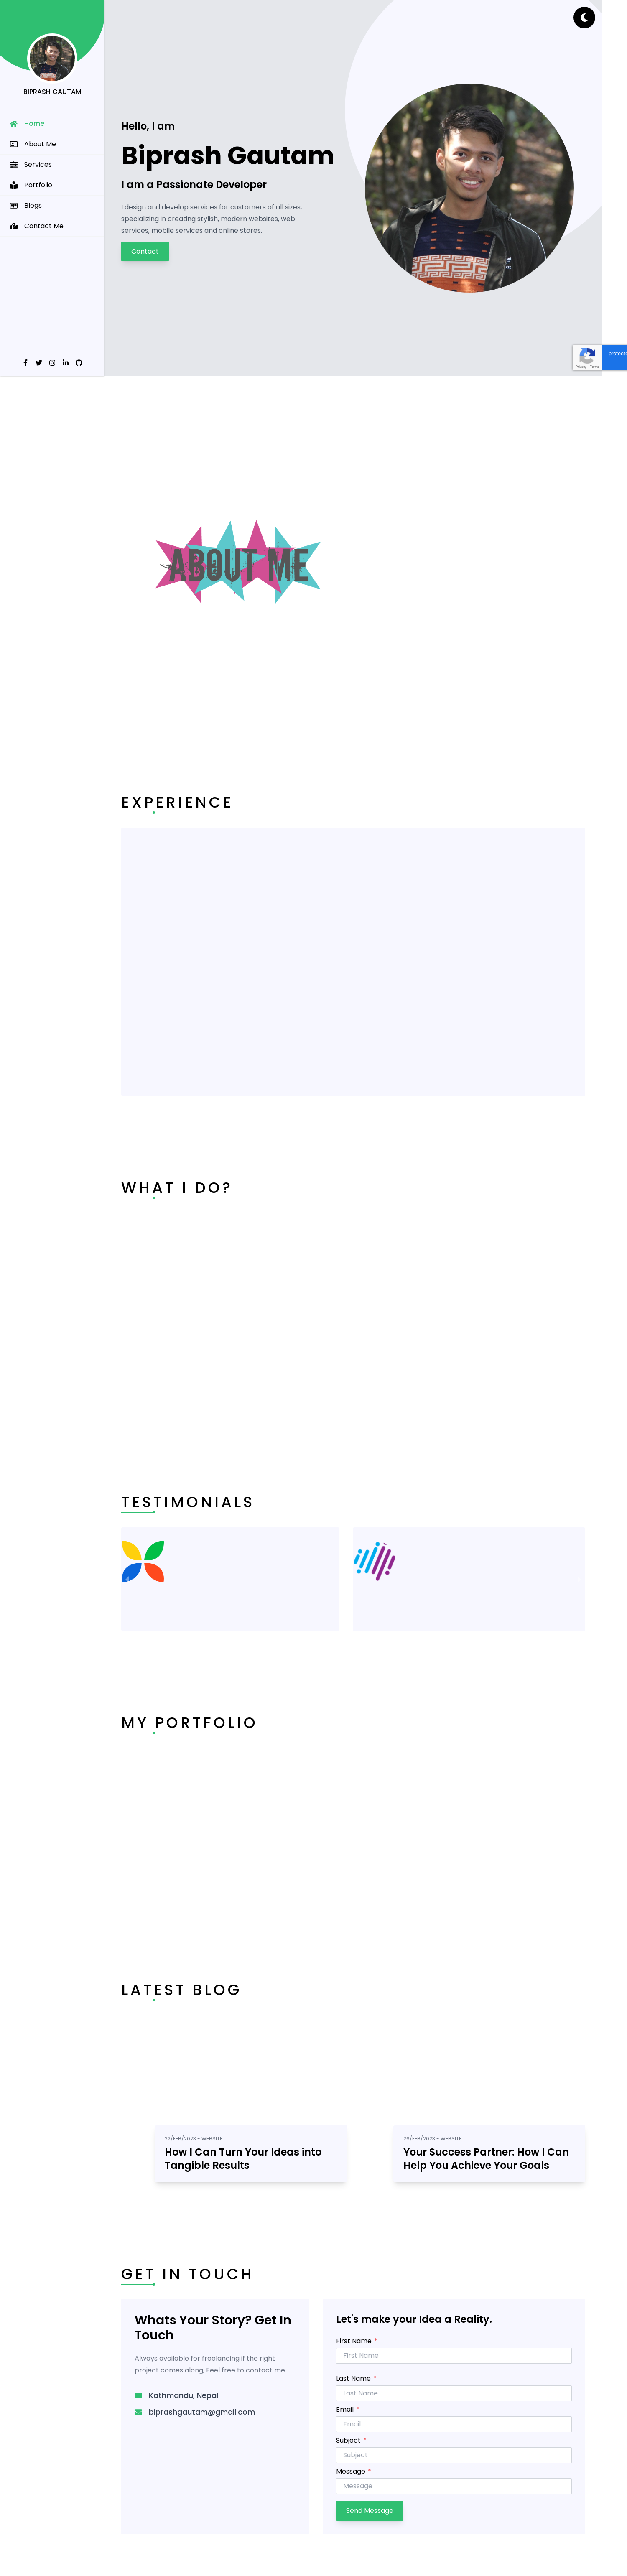 BIPRASH GAUTAM
Home
About Me
Services
Portfolio
Blogs
Contact Me
Hello, I am
Biprash Gautam
I am a Passionate Developer
I design and develop services for customers of all sizes,
specializing in creating stylish, modern websites, web
services, mobile services and online stores.
Contact
Privacy - Terms
ABOUT ME
EXPERIENCE
WHAT I DO?
TESTIMONIALS
MY PORTFOLIO
LATEST BLOG
22/FEB/2023 - WEBSITE
How I Can Turn Your Ideas into
Tangible Results
26/FEB/2023 - WEBSITE
Your Success Partner: How I Can
Help You Achieve Your Goals
GET IN TOUCH
Whats Your Story? Get In
Touch
Always available for freelancing if the right
project comes along, Feel free to contact me.
Kathmandu, Nepal
biprashgautam@gmail.com
Let's make your Idea a Reality.
First Name *
First Name
Last Name *
Last Name
Email *
Email
Subject *
Subject
Message *
Message
Send Message